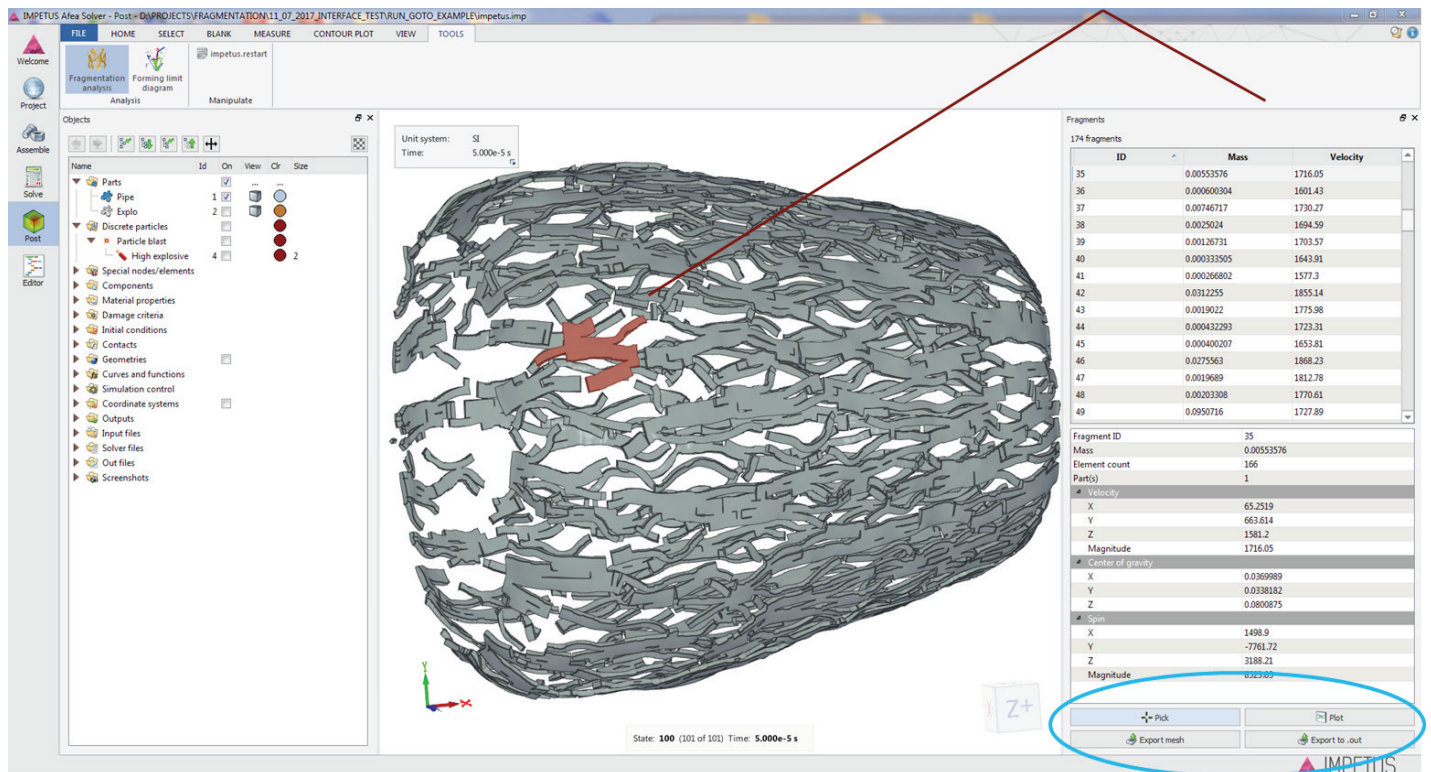 IMPETUS Afea Solver - Post - D:\PROJECTS\FRAGMENTATION\11_07_2017_INTERFACE_TEST\RUN_GOTO_EXAMPLE\impetus.imp
FILE HOME SELECT BLANK MEASURE CONTOUR PLOT VIEW TOOLS
Welcome
Project
Assemble
Solve
Post
Editor
Fragmentation analysis
Forming limit diagram
impetus.restart
Analysis Manipulate
Objects
Name Id On View Clr Size
Parts ... ...
Pipe 1
Explo 2
Discrete particles
Particle blast
High explosive 4 2
Special nodes/elements
Components
Material properties
Damage criteria
Initial conditions
Contacts
Geometries
Curves and functions
Simulation control
Coordinate systems
Outputs
Input files
Solver files
Out files
Screenshots
Unit system: SI
Time: 5.000e-5 s
Y
Z+
State: 100 (101 of 101) Time: 5.000e-5 s
Fragments
174 fragments
ID Mass Velocity
35 0.00553576 1716.05
36 0.000600304 1601.43
37 0.00746717 1730.27
38 0.0025024 1694.59
39 0.00126731 1703.57
40 0.000333505 1643.91
41 0.000266802 1577.3
42 0.0312255 1855.14
43 0.0019022 1775.98
44 0.000432293 1723.31
45 0.000400207 1653.81
46 0.0275563 1868.23
47 0.0019689 1812.78
48 0.00203308 1770.61
49 0.0950716 1727.89
Fragment ID 35
Mass 0.00553576
Element count 166
Part(s) 1
Velocity
X 65.2519
Y 663.614
Z 1581.2
Magnitude 1716.05
Center of gravity
X 0.0369989
Y 0.0338182
Z 0.0800875
Spin
X 1498.9
Y -7761.72
Z 3188.21
Magnitude
Pick Plot
Export mesh Export to .out
IMPETUS